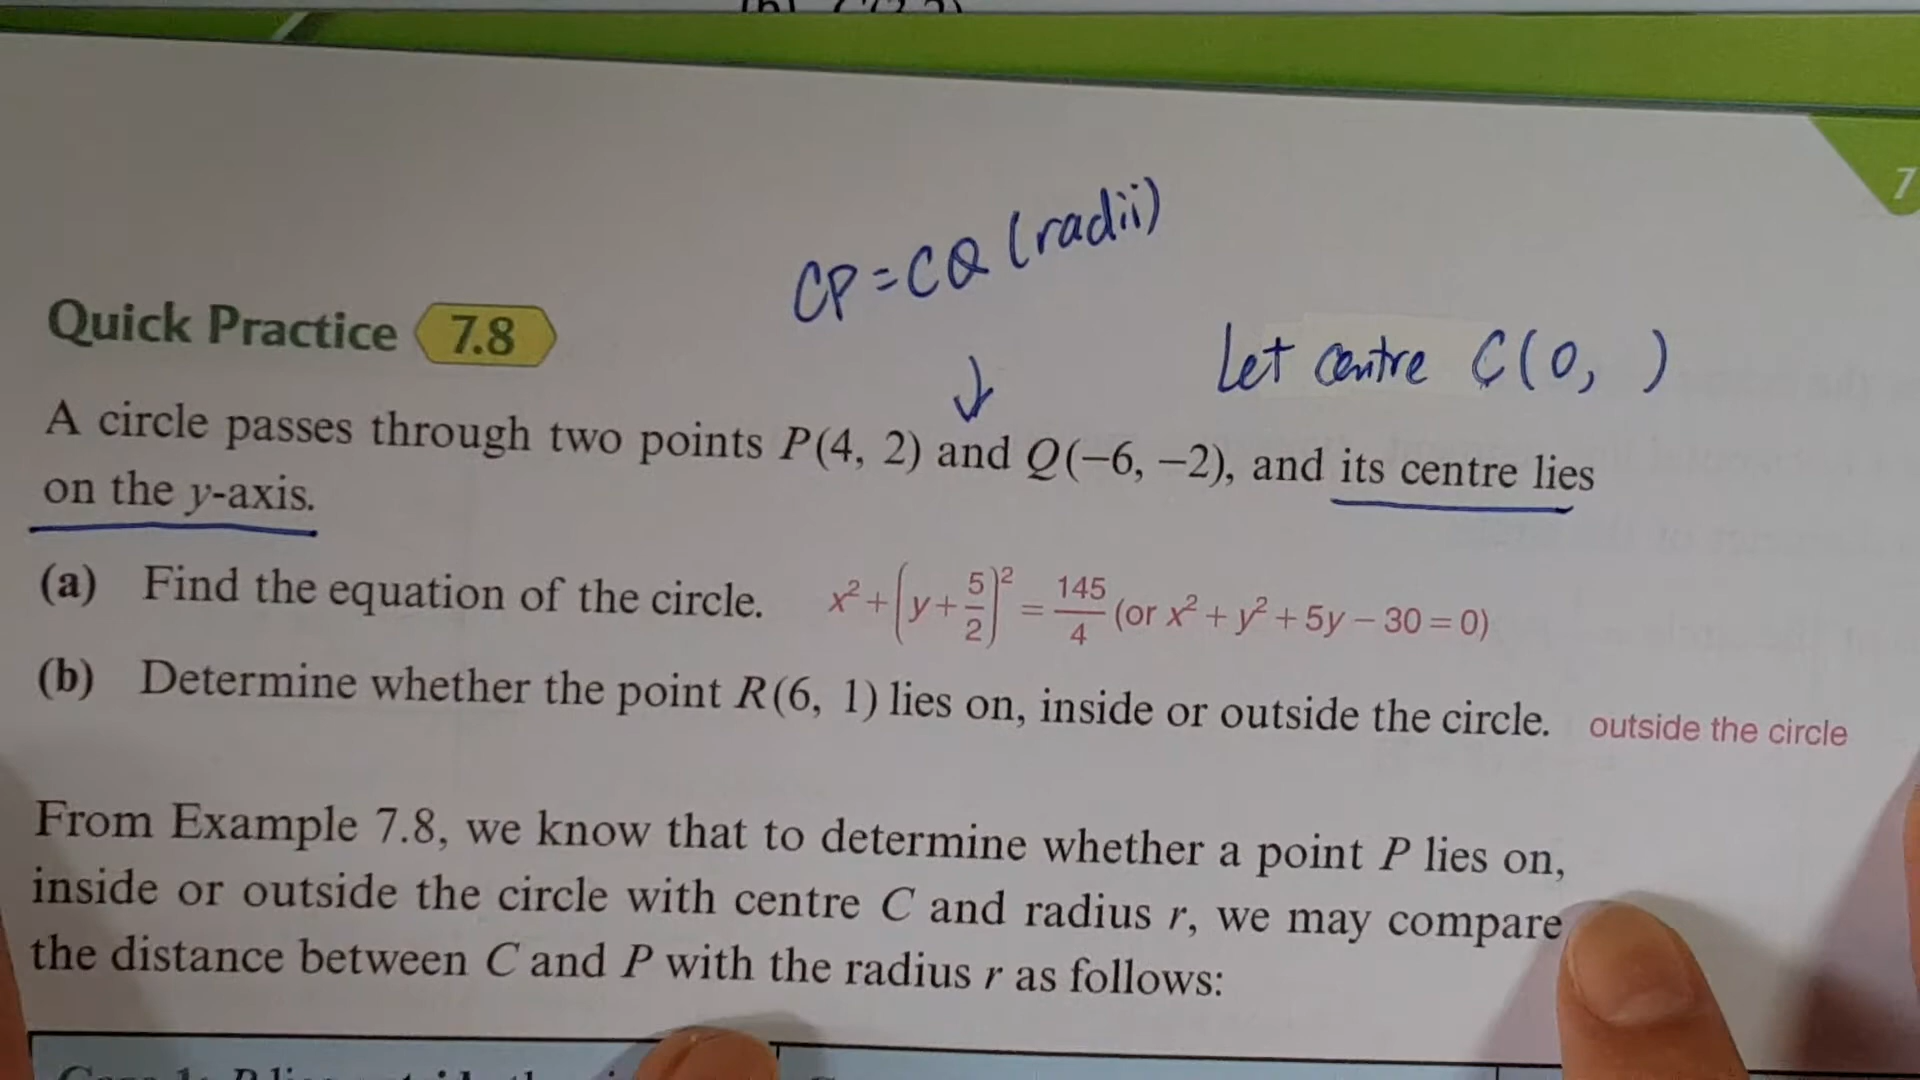 7
CP = CQ (radii)
Quick Practice 7.8
Let centre C(0, )
↓
A circle passes through two points P(4, 2) and Q(−6, −2), and its centre lies
on the y-axis.
(a) Find the equation of the circle. x² + (y + 5/2)² = 145/4 (or x² + y² + 5y − 30 = 0)
(b) Determine whether the point R(6, 1) lies on, inside or outside the circle. outside the circle
From Example 7.8, we know that to determine whether a point P lies on,
inside or outside the circle with centre C and radius r, we may compare
the distance between C and P with the radius r as follows: